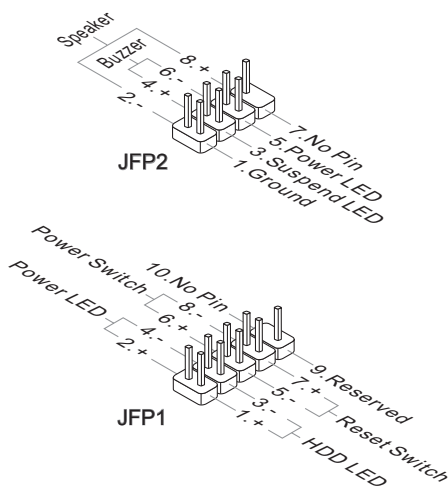 Speaker
Buzzer
8.+
6.-
4.+
2.-
7.No Pin
5.Power LED
3.Suspend LED
1.Ground
JFP2
Power Switch
Power LED
10.No Pin
8.-
6.+
4.-
2.+
9.Reserved
7.+
5.-
Reset Switch
3.-
1.+
HDD LED
JFP1